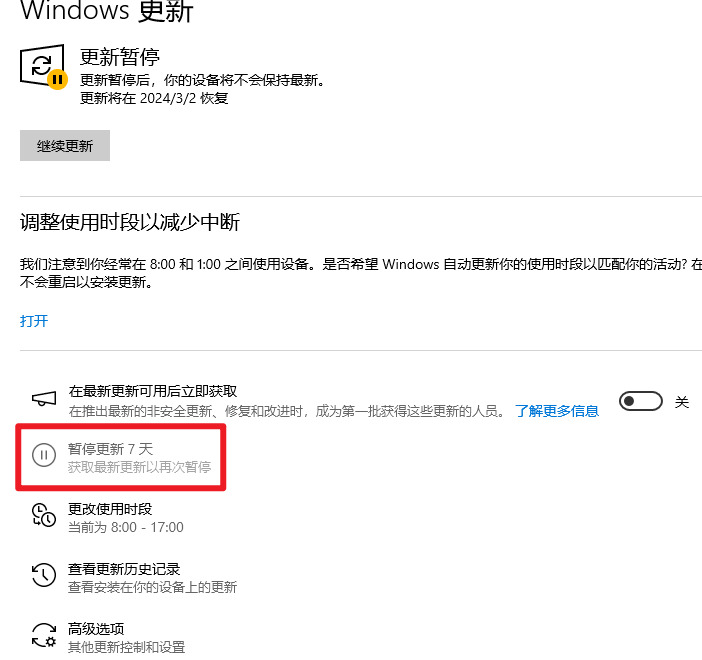 Windows 更新
更新暂停
更新暂停后，你的设备将不会保持最新。
更新将在 2024/3/2 恢复
继续更新
调整使用时段以减少中断
我们注意到你经常在 8:00 和 1:00 之间使用设备。是否希望 Windows 自动更新你的使用时段以匹配你的活动? 在
不会重启以安装更新。
打开
在最新更新可用后立即获取
在推出最新的非安全更新、修复和改进时，成为第一批获得这些更新的人员。 了解更多信息
关
暂停更新 7 天
获取最新更新以再次暂停
更改使用时段
当前为 8:00 - 17:00
查看更新历史记录
查看安装在你的设备上的更新
高级选项
其他更新控制和设置